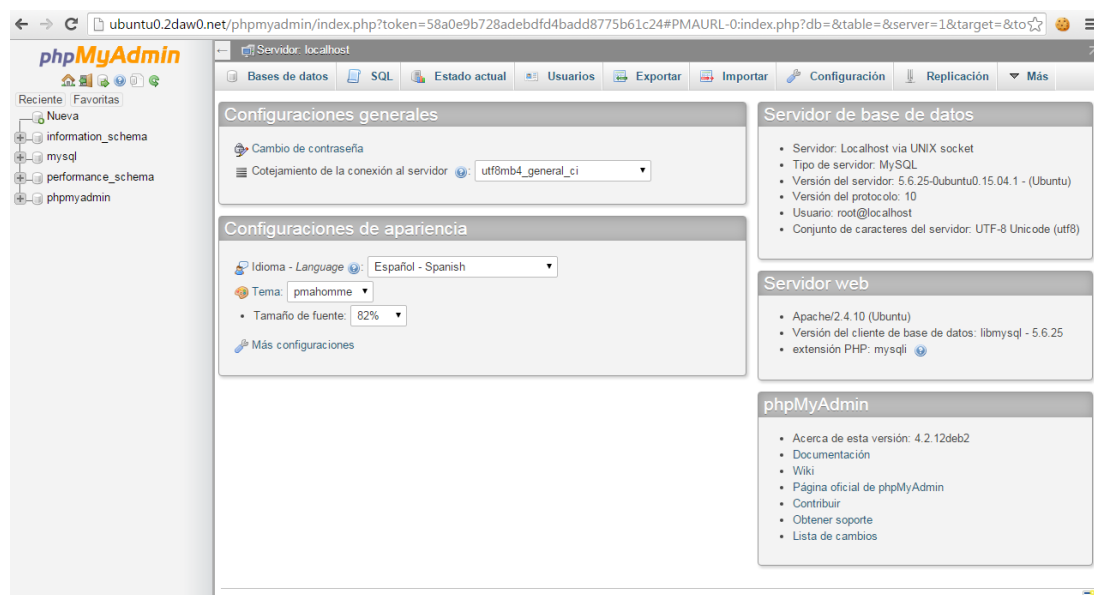 ubuntu0.2daw0.net/phpmyadmin/index.php?token=58a0e9b728adebdfd4badd8775b61c24#PMAURL-0:index.php?db=&table=&server=1&target=&to
phpMyAdmin
Reciente Favoritas
Nueva
information_schema
mysql
performance_schema
phpmyadmin
Servidor: localhost
Bases de datos SQL Estado actual Usuarios Exportar Importar Configuración Replicación Más
Configuraciones generales
Cambio de contraseña
Cotejamiento de la conexión al servidor : utf8mb4_general_ci
Configuraciones de apariencia
Idioma - Language : Español - Spanish
Tema: pmahomme
Tamaño de fuente: 82%
Más configuraciones
Servidor de base de datos
Servidor: Localhost via UNIX socket
Tipo de servidor: MySQL
Versión del servidor: 5.6.25-0ubuntu0.15.04.1 - (Ubuntu)
Versión del protocolo: 10
Usuario: root@localhost
Conjunto de caracteres del servidor: UTF-8 Unicode (utf8)
Servidor web
Apache/2.4.10 (Ubuntu)
Versión del cliente de base de datos: libmysql - 5.6.25
extensión PHP: mysqli
phpMyAdmin
Acerca de esta versión: 4.2.12deb2
Documentación
Wiki
Página oficial de phpMyAdmin
Contribuir
Obtener soporte
Lista de cambios